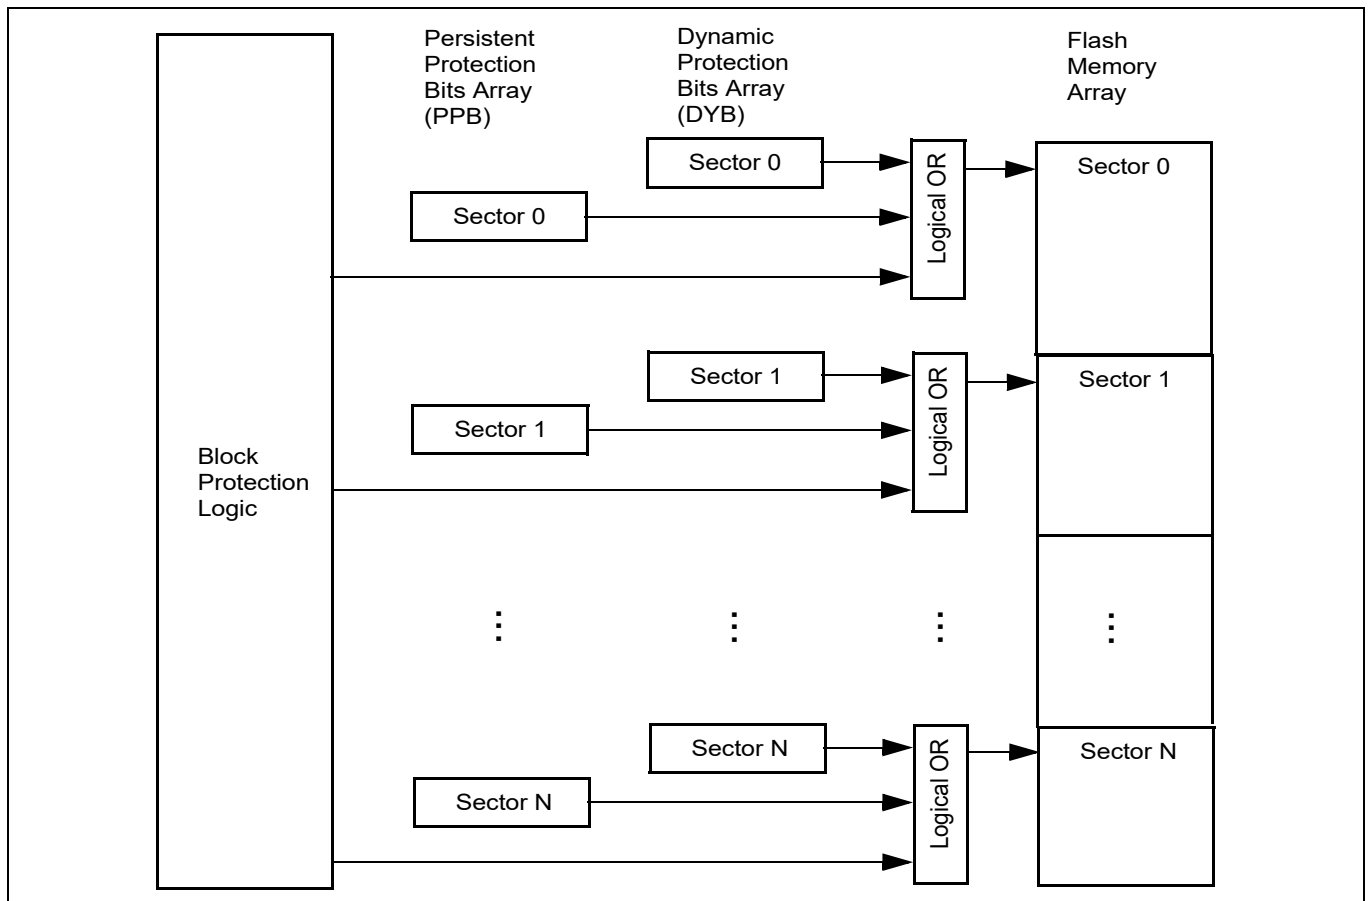 Persistent
Protection
Bits Array
(PPB)
Dynamic
Protection
Bits Array
(DYB)
Flash
Memory
Array
Sector 0
Sector 0
Logical OR
Sector 0
Sector 1
Sector 1
Logical OR
Sector 1
Block
Protection
Logic
⋮ ⋮ ⋮ ⋮
Sector N
Sector N
Logical OR
Sector N